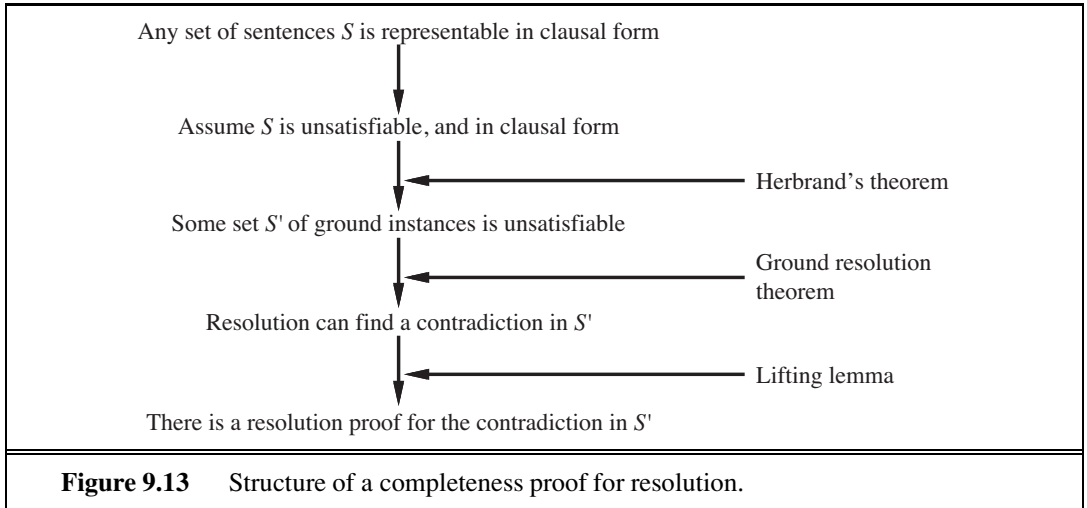 Any set of sentences S is representable in clausal form
Assume S is unsatisfiable, and in clausal form
Herbrand's theorem
Some set S' of ground instances is unsatisfiable
Ground resolution
theorem
Resolution can find a contradiction in S'
Lifting lemma
There is a resolution proof for the contradiction in S'
Figure 9.13 Structure of a completeness proof for resolution.